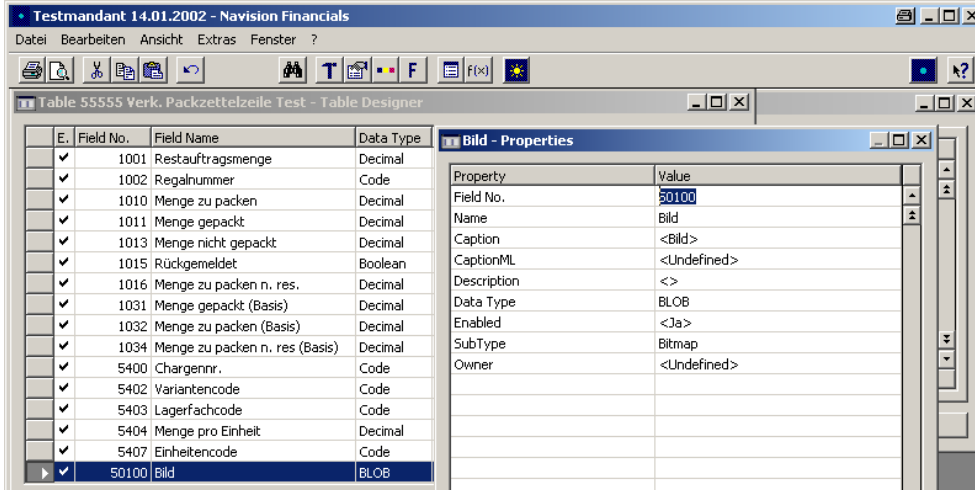 Testmandant 14.01.2002 - Navision Financials
Datei Bearbeiten Ansicht Extras Fenster ?
T F f(x) ?
Table 55555 Verk. Packzettelzeile Test - Table Designer
E. Field No. Field Name Data Type
1001 Restauftragsmenge Decimal
1002 Regalnummer Code
1010 Menge zu packen Decimal
1011 Menge gepackt Decimal
1013 Menge nicht gepackt Decimal
1015 Rückgemeldet Boolean
1016 Menge zu packen n. res. Decimal
1031 Menge gepackt (Basis) Decimal
1032 Menge zu packen (Basis) Decimal
1034 Menge zu packen n. res (Basis) Decimal
5400 Chargennr. Code
5402 Variantencode Code
5403 Lagerfachcode Code
5404 Menge pro Einheit Decimal
5407 Einheitencode Code
50100 Bild BLOB
Bild - Properties
Property Value
Field No. 50100
Name Bild
Caption <Bild>
CaptionML <Undefined>
Description <>
Data Type BLOB
Enabled <Ja>
SubType Bitmap
Owner <Undefined>